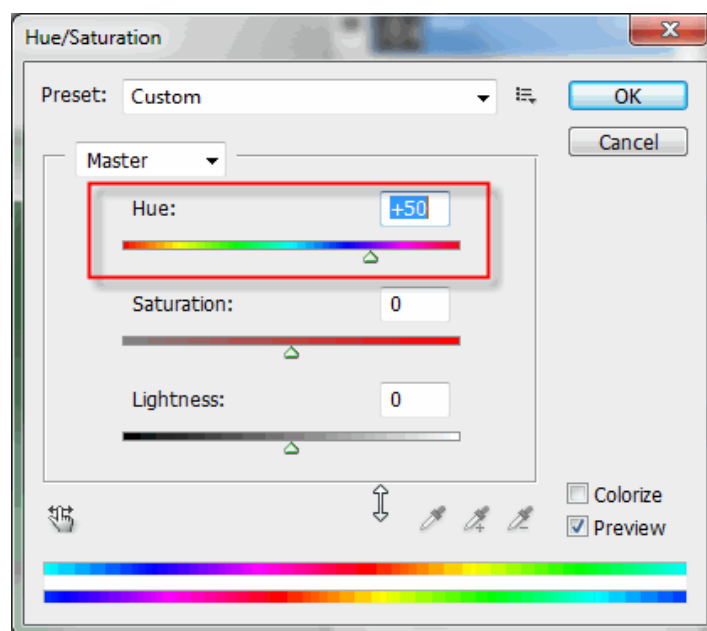 Hue/Saturation
Preset: Custom
OK
Cancel
Master
Hue: +50
Saturation: 0
Lightness: 0
Colorize
Preview